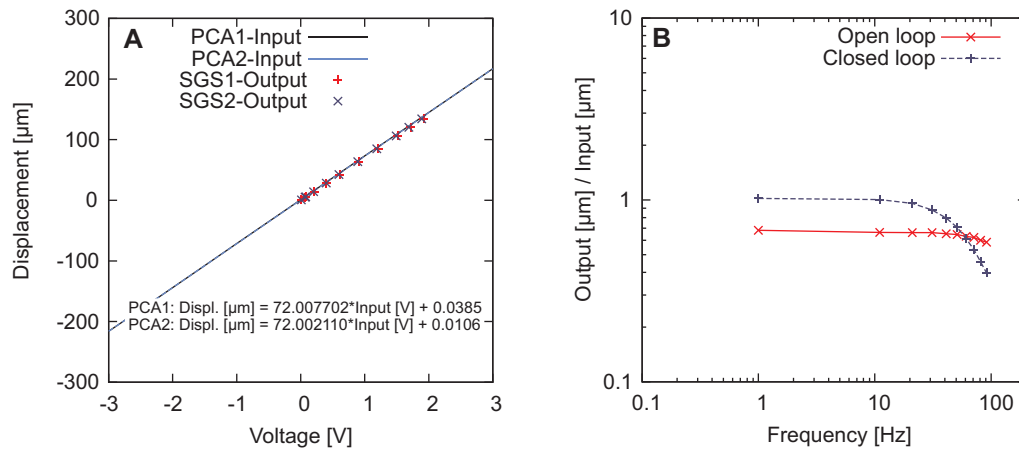 A
PCA1-Input
PCA2-Input
SGS1-Output
SGS2-Output
300
200
100
0
-100
-200
-300
Displacement [µm]
PCA1: Displ. [µm] = 72.007702*Input [V] + 0.0385
PCA2: Displ. [µm] = 72.002110*Input [V] + 0.0106
-3 -2 -1 0 1 2 3
Voltage [V]
B
Open loop
Closed loop
10
1
0.1
Output [µm] / Input [µm]
0.1 1 10 100
Frequency [Hz]